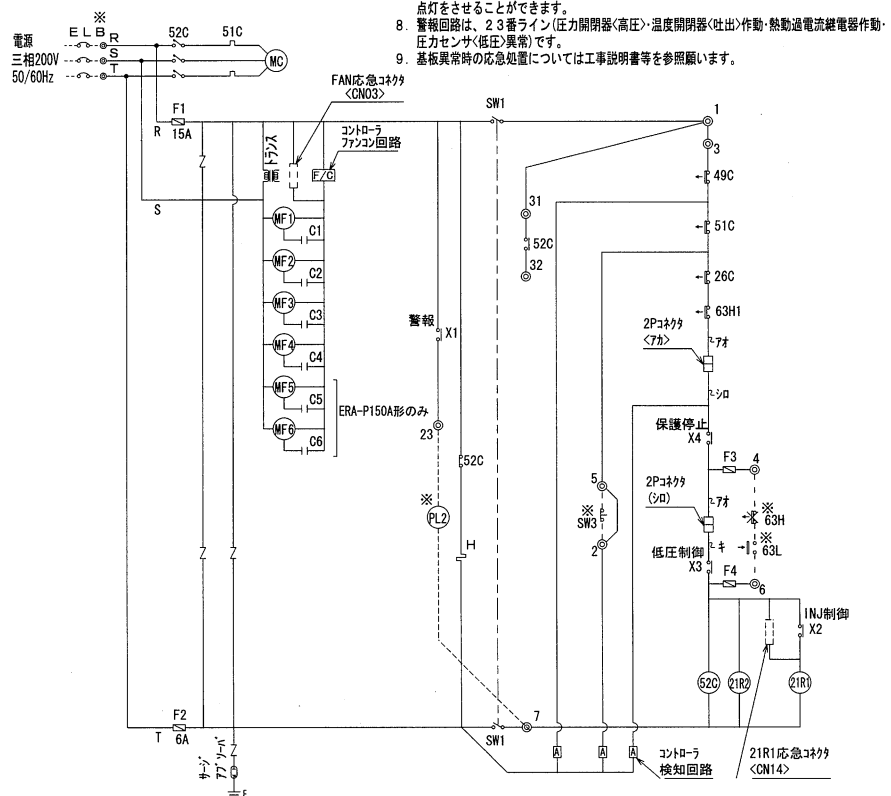 点灯をさせることができます。
8. 警報回路は、23番ライン(圧力開閉器<高圧>・温度開閉器<吐出>作動・熱動過電流継電器作動・
圧力センサ<低圧>異常)です。
9. 基板異常時の応急処置については工事説明書等を参照願います。
※
電源
三相200V
50/60Hz
E L B
R
S
T
52C
51C
MC
FAN応急コネクタ
<CN03>
コントローラ
ファンコン回路
R
F1
15A
トランス
F/C
SW1
1
3
49C
S
MF1
C1
MF2
C2
MF3
C3
MF4
C4
MF5
C5
MF6
C6
ERA-P150A形のみ
31
52C
32
51C
26C
63H1
警報
X1
2Pコネクタ
<アカ>
アオ
シロ
23
保護停止
X4
52C
F3
4
※
PL2
5
※
SW3
2
2Pコネクタ
(シロ)
アオ
※
63H
※
63L
H
キ
低圧制御
X3
F4
6
INJ制御
X2
52C
21R2
21R1
T
F2
6A
SW1
7
サージ
アブソーバ
E
A
A
A
コントローラ
検知回路
21R1応急コネクタ
<CN14>